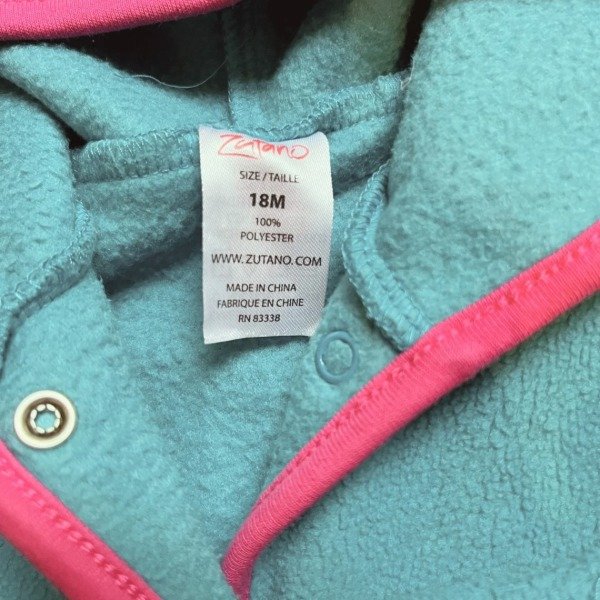 Zutano
SIZE / TAILLE
18M
100%
POLYESTER
WWW. ZUTANO.COM
MADE IN CHINA
FABRIQUE EN CHINE
RN 83338